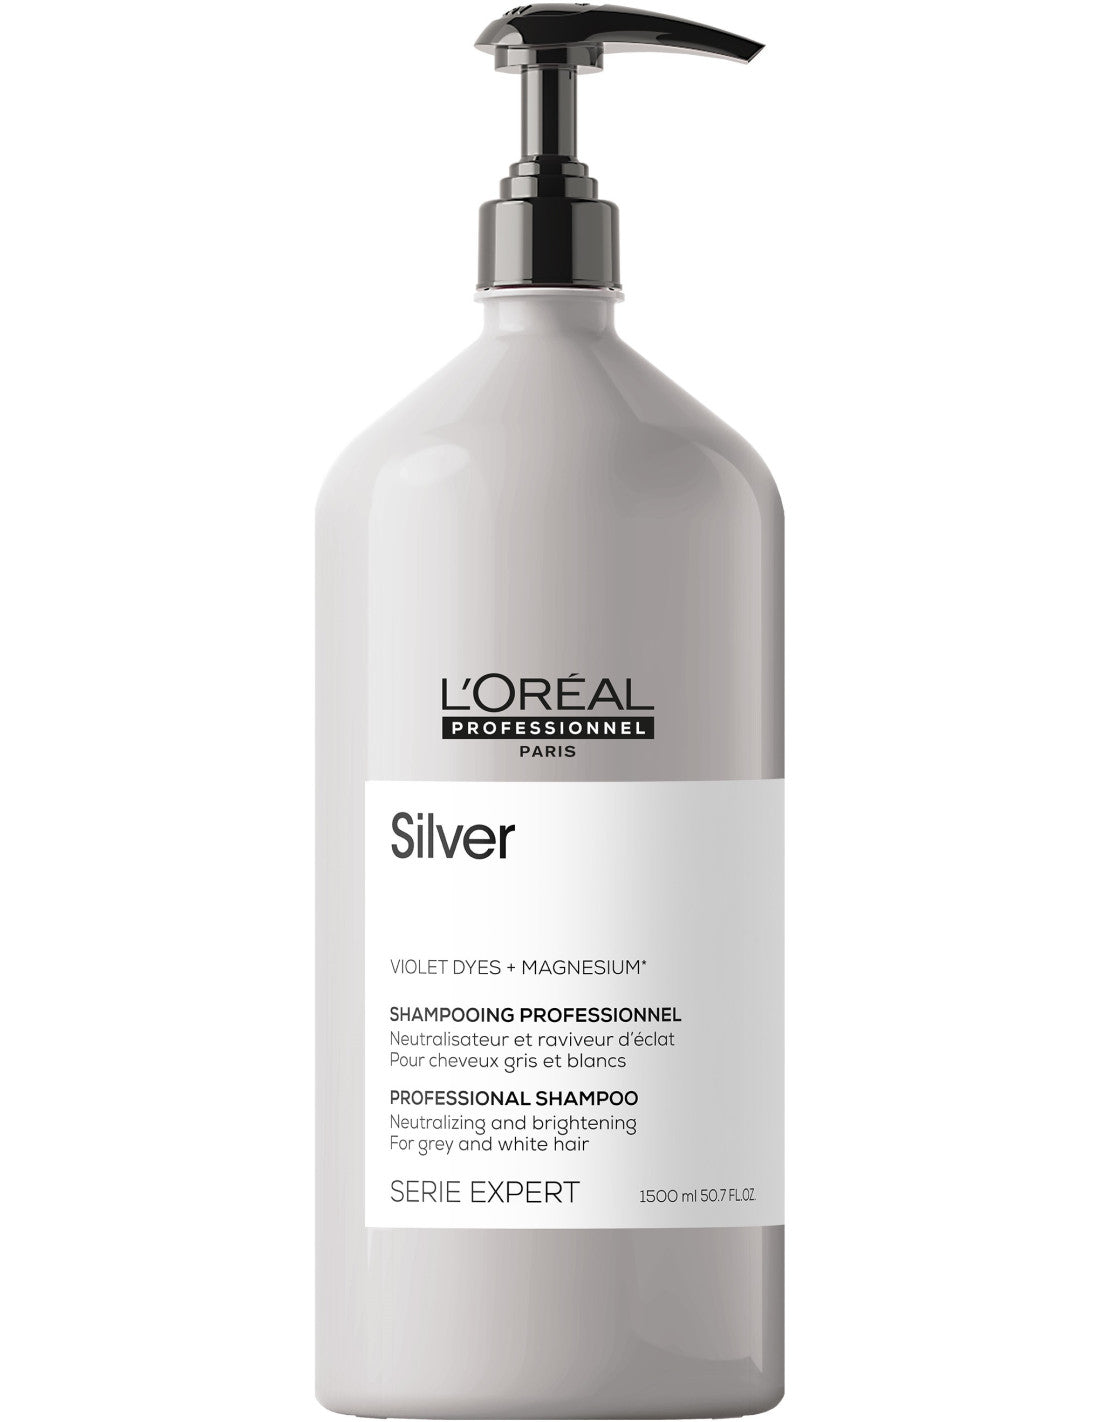 L'ORÉAL
PROFESSIONNEL
PARIS
Silver
VIOLET DYES + MAGNESIUM*
SHAMPOOING PROFESSIONNEL
Neutralisateur et raviveur d'éclat
Pour cheveux gris et blancs
PROFESSIONAL SHAMPOO
Neutralizing and brightening
For grey and white hair
SERIE EXPERT
1500 ml 50.7 FL.OZ.